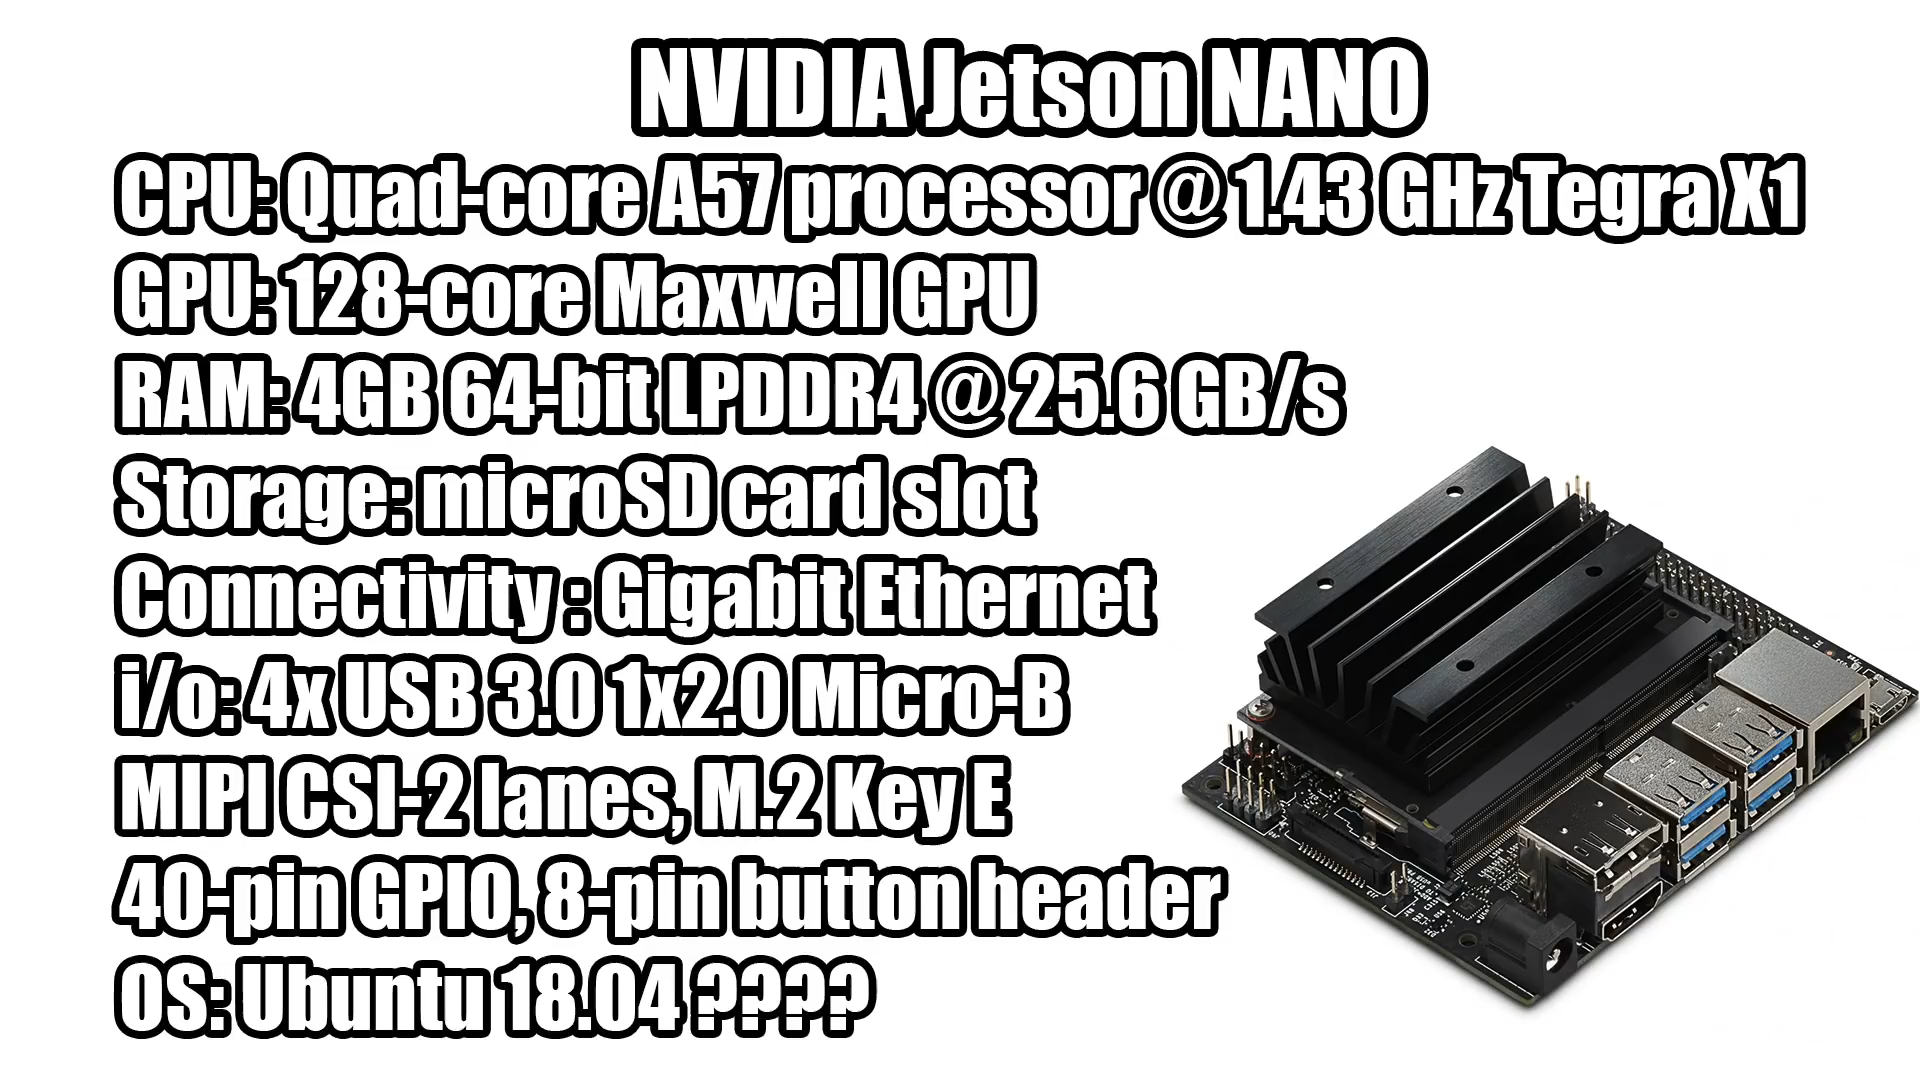 NVIDIA Jetson NANO
CPU: Quad-core A57 processor @ 1.43 GHz Tegra X1
GPU: 128-core Maxwell GPU
RAM: 4GB 64-bit LPDDR4 @ 25.6 GB/s
Storage: microSD card slot
Connectivity : Gigabit Ethernet
i/o: 4x USB 3.0 1x2.0 Micro-B
MIPI CSI-2 lanes, M.2 Key E
40-pin GPIO, 8-pin button header
OS: Ubuntu 18.04 ????